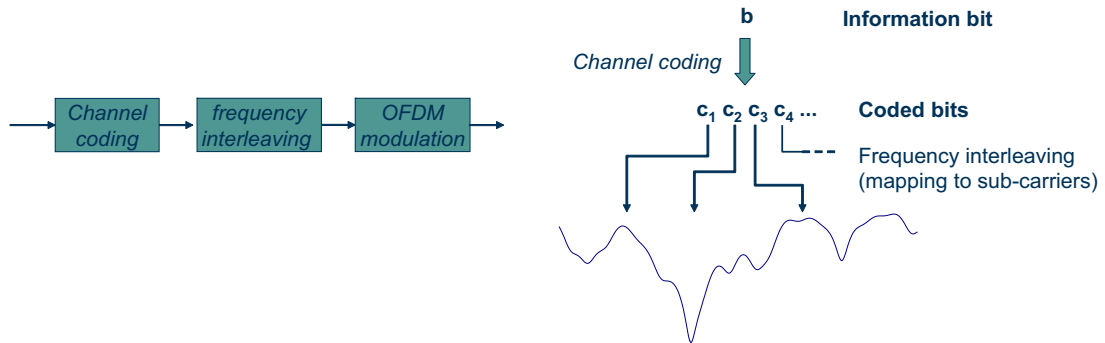 Channel
coding
frequency
interleaving
OFDM
modulation
b
Information bit
Channel coding
c1 c2 c3 c4 ...
Coded bits
Frequency interleaving
(mapping to sub-carriers)